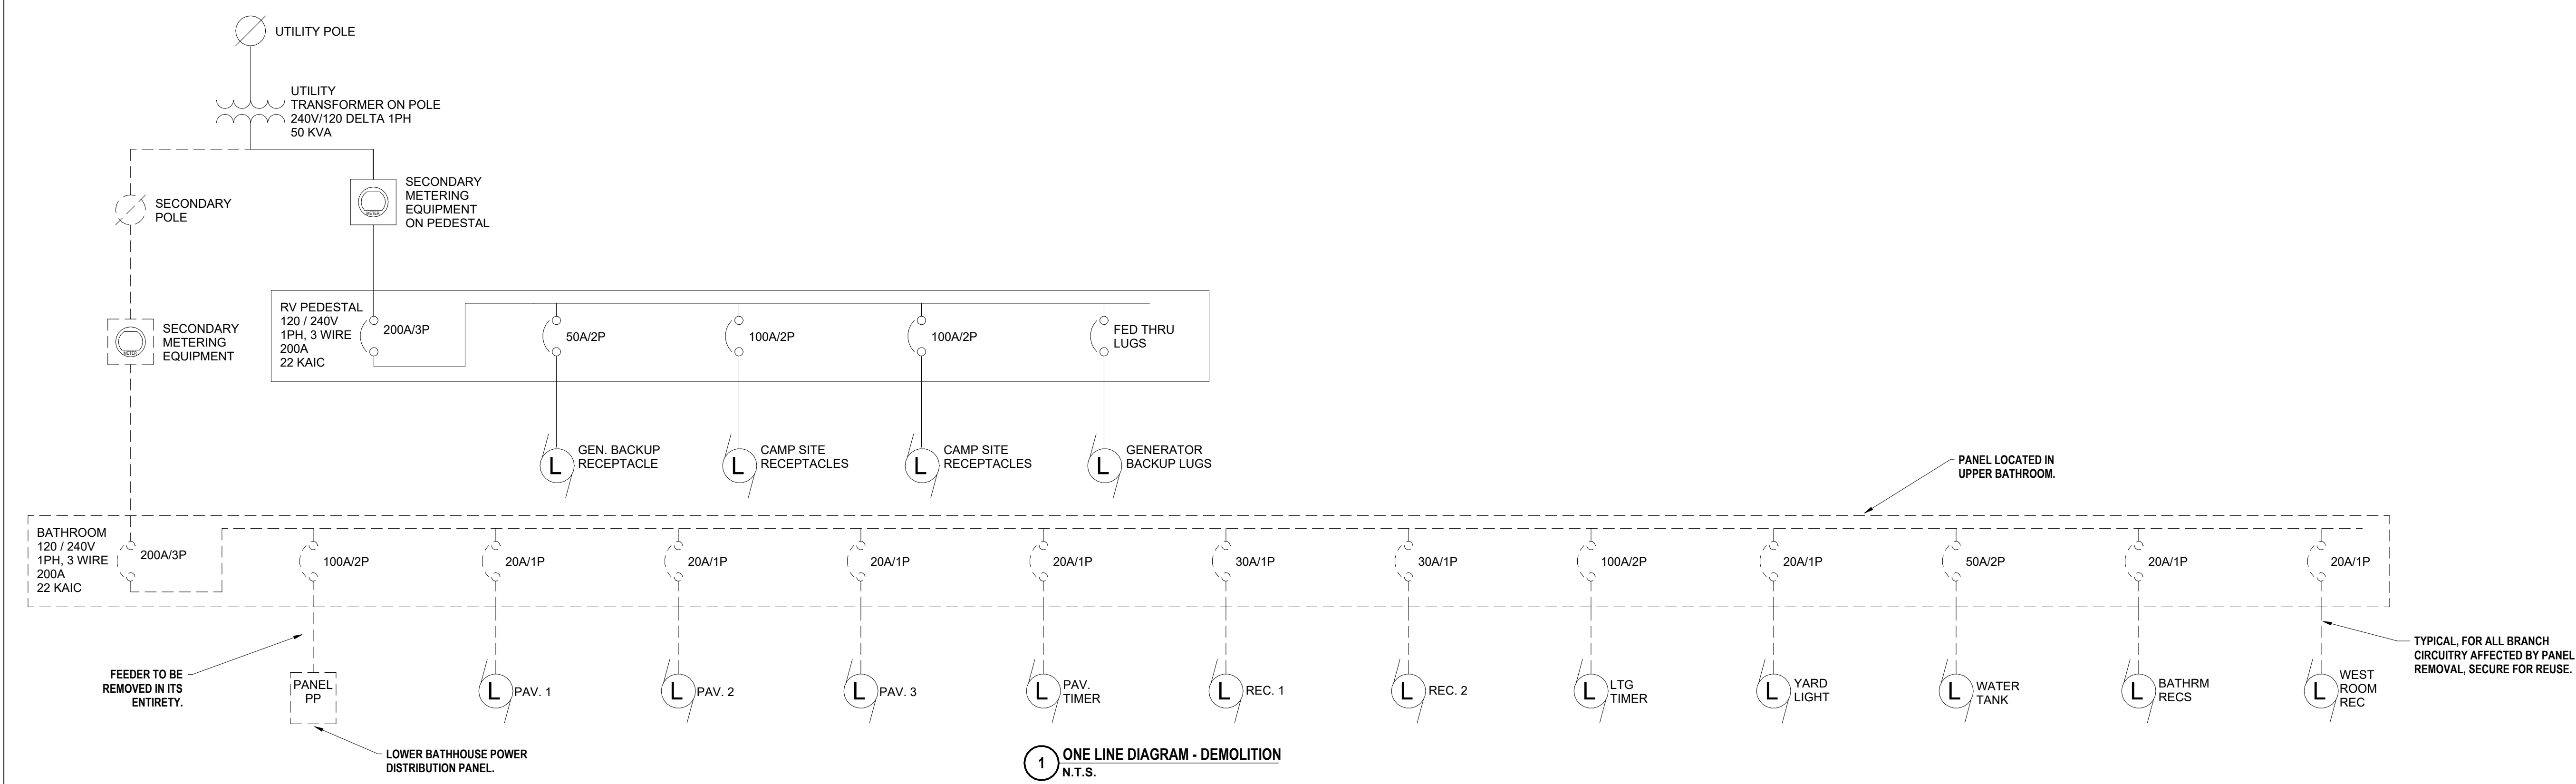 UTILITY POLE
UTILITY
TRANSFORMER ON POLE
240V/120 DELTA 1PH
50 KVA
SECONDARY
POLE
METER
SECONDARY
METERING
EQUIPMENT
ON PEDESTAL
METER
SECONDARY
METERING
EQUIPMENT
RV PEDESTAL
120 / 240V
1PH, 3 WIRE
200A
22 KAIC
200A/3P
50A/2P
100A/2P
100A/2P
FED THRU
LUGS
L
GEN. BACKUP
RECEPTACLE
L
CAMP SITE
RECEPTACLES
L
CAMP SITE
RECEPTACLES
L
GENERATOR
BACKUP LUGS
PANEL LOCATED IN
UPPER BATHROOM.
BATHROOM
120 / 240V
1PH, 3 WIRE
200A
22 KAIC
200A/3P
100A/2P
20A/1P
20A/1P
20A/1P
20A/1P
30A/1P
30A/1P
100A/2P
20A/1P
50A/2P
20A/1P
20A/1P
FEEDER TO BE
REMOVED IN ITS
ENTIRETY.
PANEL
PP
L
PAV. 1
L
PAV. 2
L
PAV. 3
L
PAV.
TIMER
L
REC. 1
L
REC. 2
L
LTG
TIMER
L
YARD
LIGHT
L
WATER
TANK
L
BATHRM
RECS
L
WEST
ROOM
REC
TYPICAL, FOR ALL BRANCH
CIRCUITRY AFFECTED BY PANEL
REMOVAL, SECURE FOR REUSE.
LOWER BATHHOUSE POWER
DISTRIBUTION PANEL.
1
ONE LINE DIAGRAM - DEMOLITION
N.T.S.